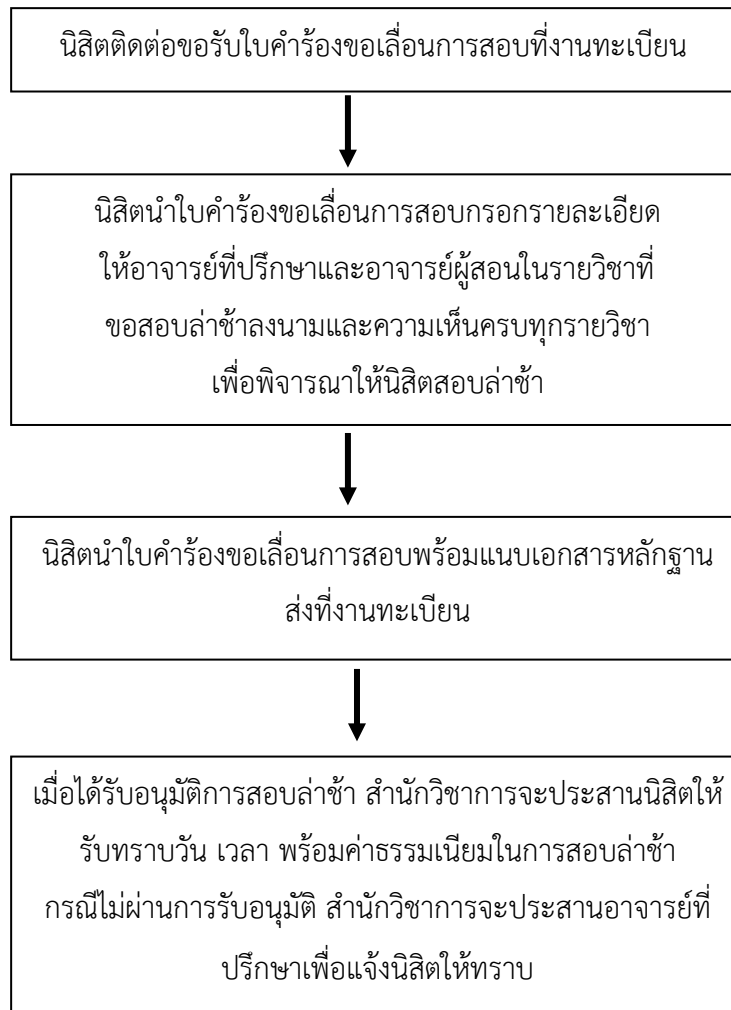 นิสิตติดต่อขอรับใบคำร้องขอเลื่อนการสอบที่งานทะเบียน
นิสิตนำใบคำร้องขอเลื่อนการสอบกรอกรายละเอียด
ให้อาจารย์ที่ปรึกษาและอาจารย์ผู้สอนในรายวิชาที่
ขอสอบล่าช้าลงนามและความเห็นครบทุกรายวิชา
เพื่อพิจารณาให้นิสิตสอบล่าช้า
นิสิตนำใบคำร้องขอเลื่อนการสอบพร้อมแนบเอกสารหลักฐาน
ส่งที่งานทะเบียน
เมื่อได้รับอนุมัติการสอบล่าช้า สำนักวิชาการจะประสานนิสิตให้
รับทราบวัน เวลา พร้อมค่าธรรมเนียมในการสอบล่าช้า
กรณีไม่ผ่านการรับอนุมัติ สำนักวิชาการจะประสานอาจารย์ที่
ปรึกษาเพื่อแจ้งนิสิตให้ทราบ